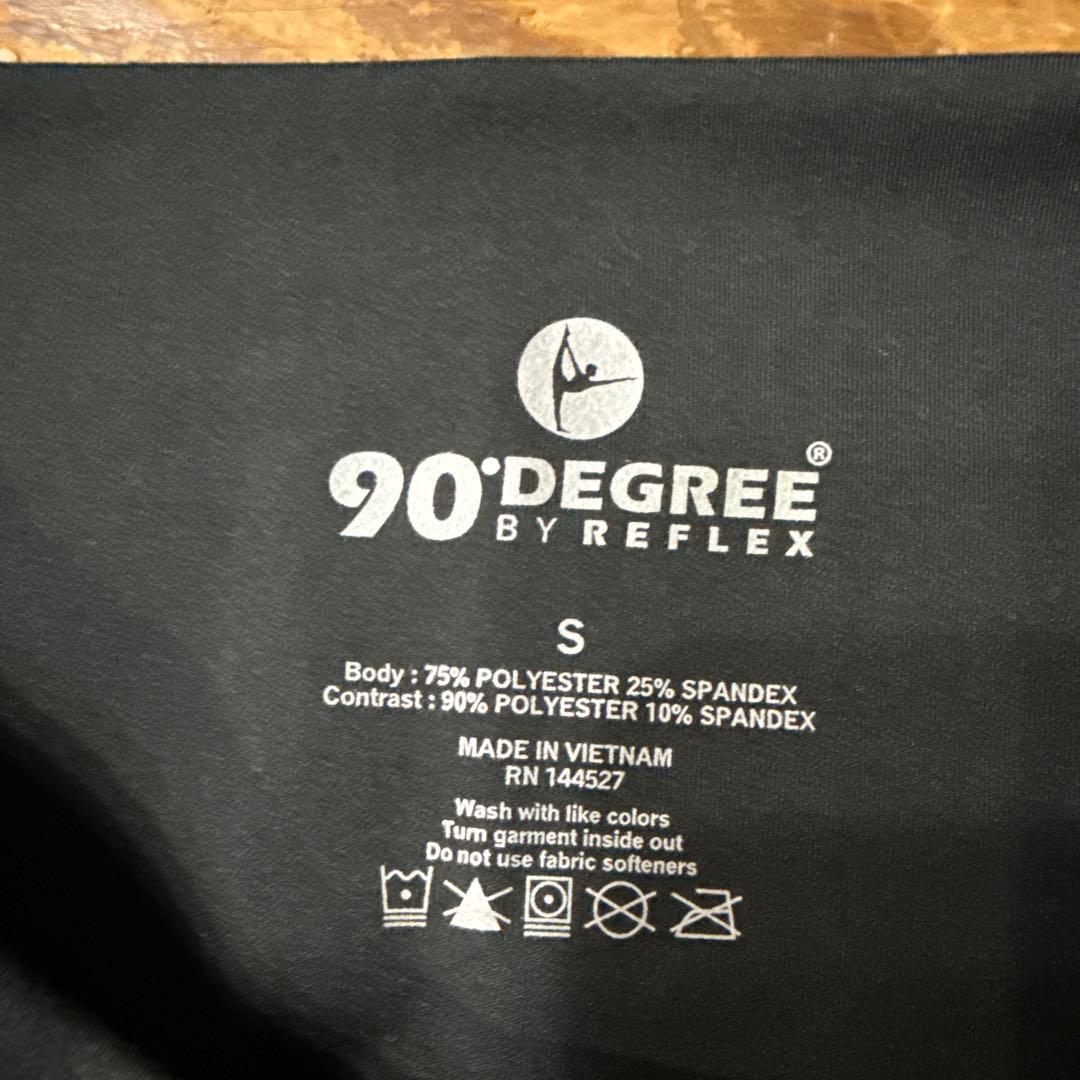 90°DEGREE®
BY REFLEX
S
Body : 75% POLYESTER 25% SPANDEX
Contrast : 90% POLYESTER 10% SPANDEX
MADE IN VIETNAM
RN 144527
Wash with like colors
Turn garment inside out
Do not use fabric softeners